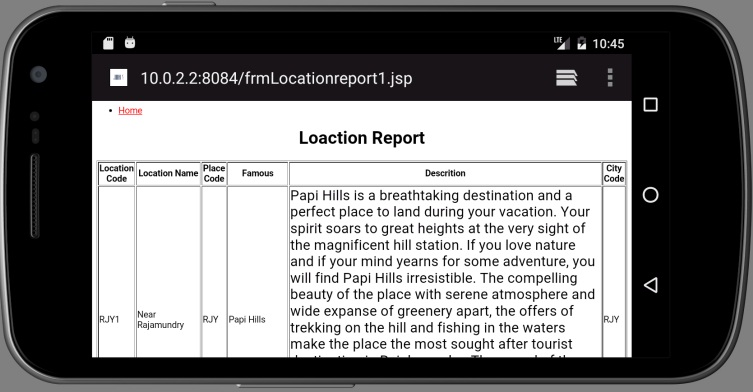 LTE 10:45
10.0.2.2:8084/frmLocationreport1.jsp
Home
Loaction Report
Location Code Location Name Place Code Famous Descrition City Code
RJY1 Near Rajamundry RJY Papi Hills
Papi Hills is a breathtaking destination and a
perfect place to land during your vacation. Your
spirit soars to great heights at the very sight of
the magnificent hill station. If you love nature
and if your mind yearns for some adventure, you
will find Papi Hills irresistible. The compelling
beauty of the place with serene atmosphere and
wide expanse of greenery apart, the offers of
trekking on the hill and fishing in the waters
make the place the most sought after tourist
RJY